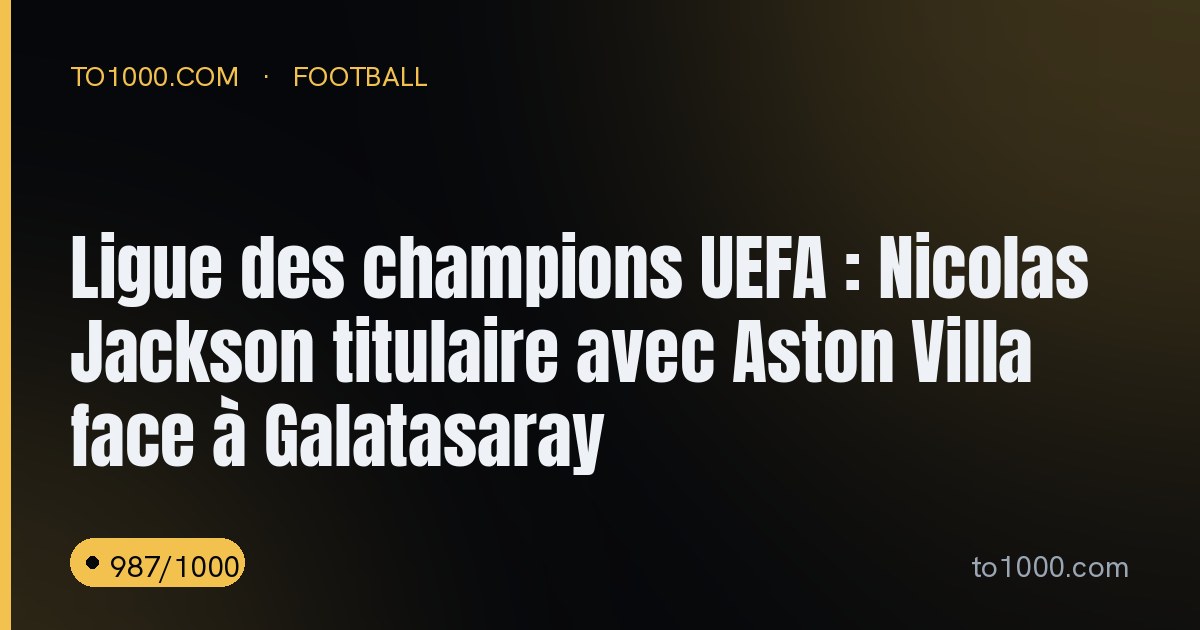 TO1000.COM · FOOTBALL
Ligue des champions UEFA : Nicolas
Jackson titulaire avec Aston Villa
face à Galatasaray
987/1000
to1000.com